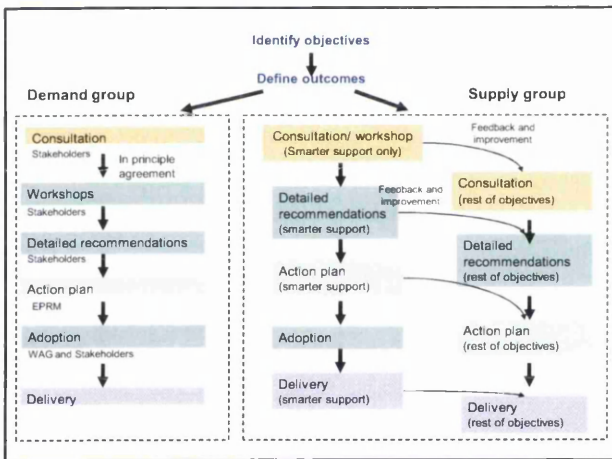 Identify objectives
Define outcomes
Demand group
Supply group
Consultation
Stakeholders
In principle
agreement
Workshops
Stakeholders
Detailed recommendations
Stakeholders
Action plan
EPRM
Adoption
WAG and Stakeholders
Delivery
Consultation/ workshop
(Smarter support only)
Detailed
recommendations
(smarter support)
Action plan
(smarter support)
Adoption
Delivery
(smarter support)
Feedback and
improvement
Feedback and
improvement
Consultation
(rest of objectives)
Detailed
recommendations
(rest of objectives)
Action plan
(rest of objectives)
Delivery
(rest of objectives)